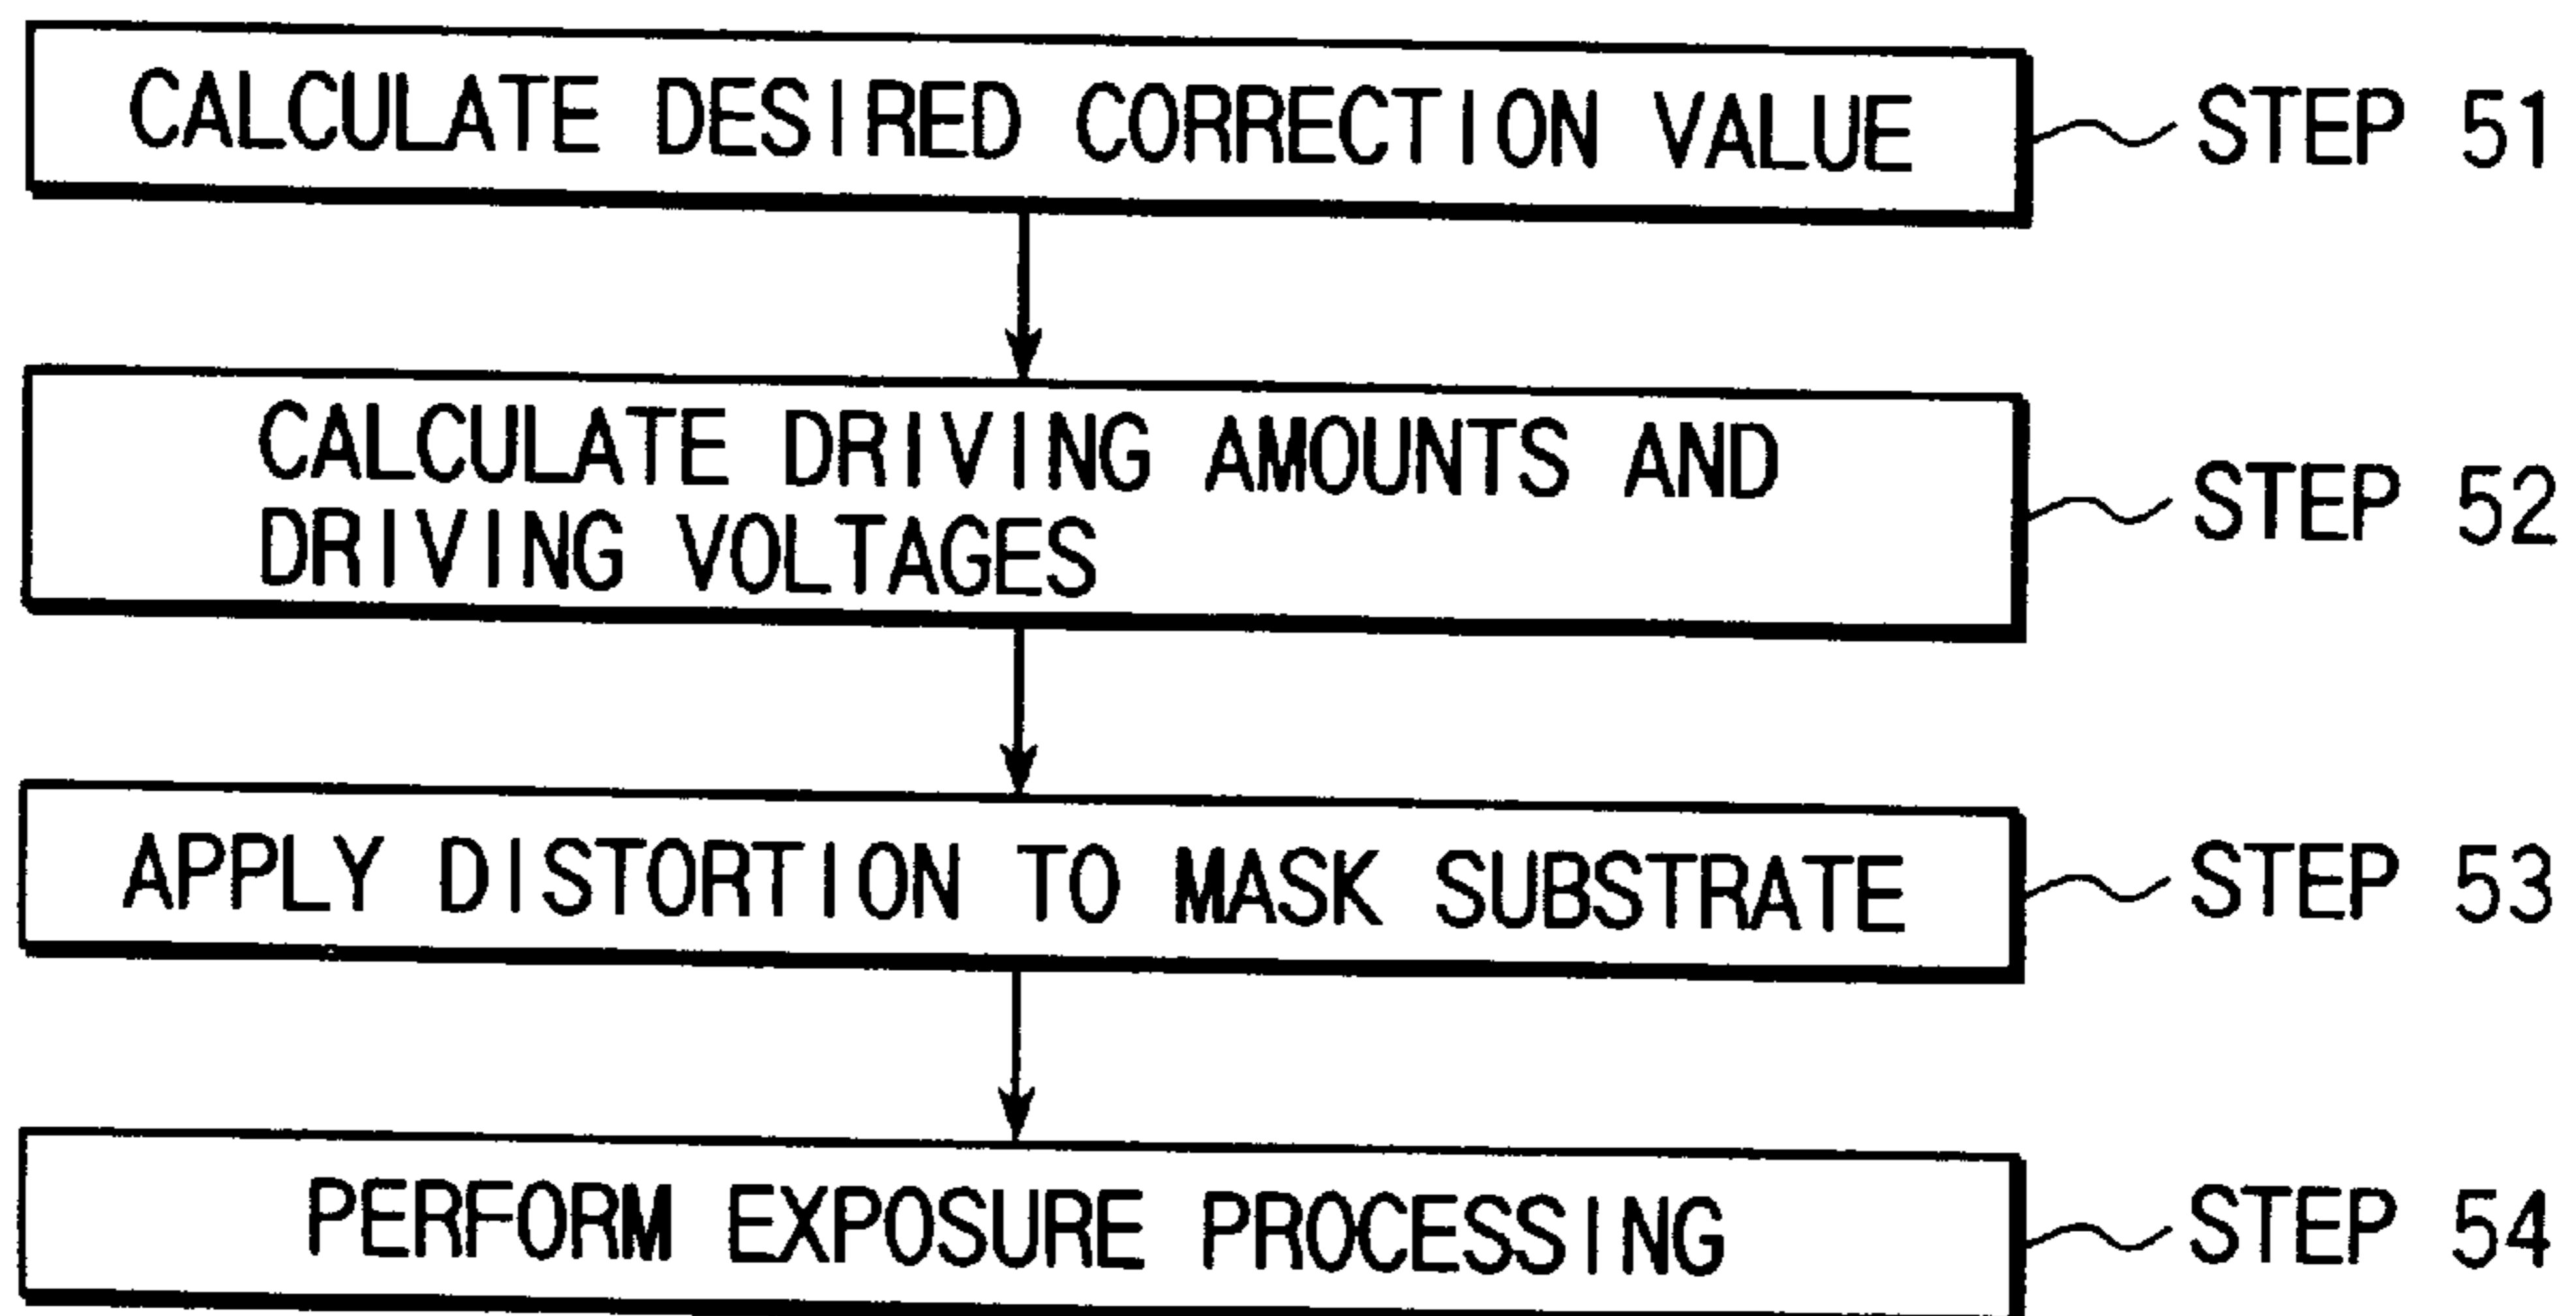 CALCULATE DESIRED CORRECTION VALUE
STEP 51
CALCULATE DRIVING AMOUNTS AND
DRIVING VOLTAGES
STEP 52
APPLY DISTORTION TO MASK SUBSTRATE
STEP 53
PERFORM EXPOSURE PROCESSING
STEP 54